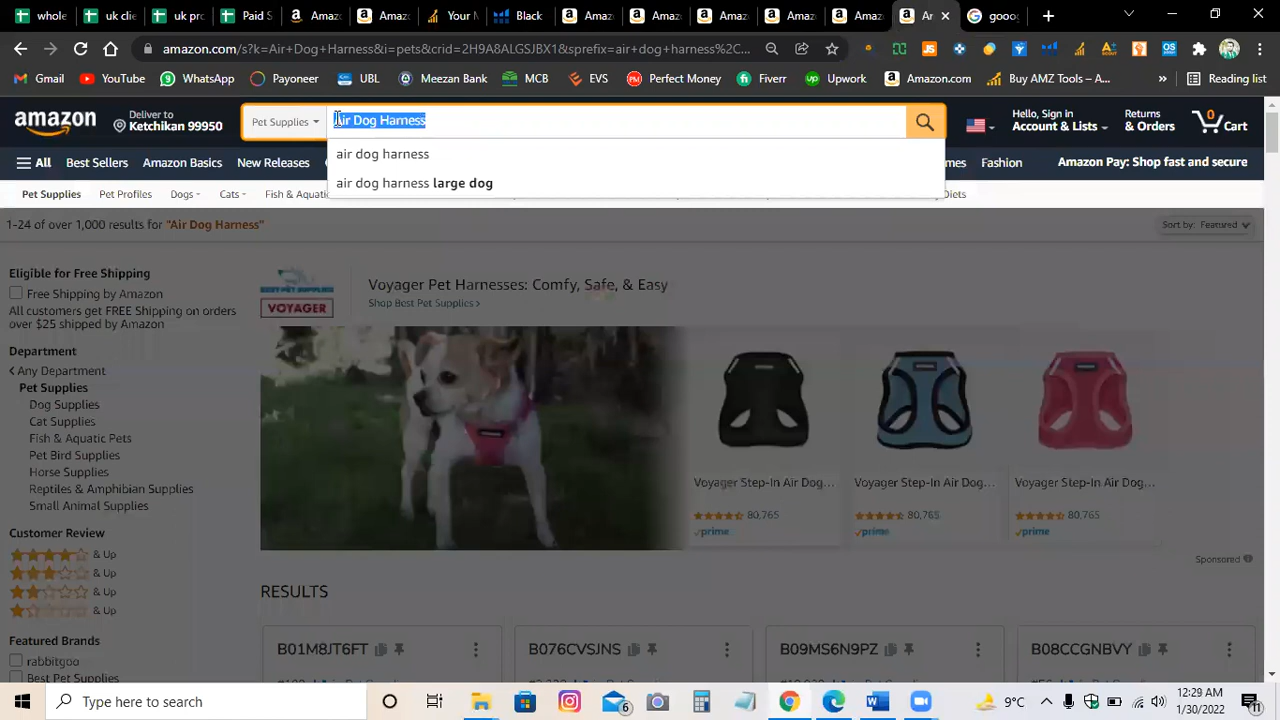 whole
uk cli
uk pro
Paid S
Amaz
Amaz
Your N
Black
Amaz
Amaz
Amaz
Amaz
Amaz
Ar
goog
amazon.com/s?k=Air+Dog+Harness&i=pets&crid=2H9A8ALGSJBX1&sprefix=air+dog+harness%2C...
Gmail YouTube WhatsApp Payoneer UBL Meezan Bank MCB EVS Perfect Money Fiverr Upwork Amazon.com Buy AMZ Tools – A... » Reading list
amazon
Deliver to
Ketchikan 99950
Pet Supplies
Air Dog Harness
Hello, Humna
Account & Lists
Returns
& Orders
0
Cart
air dog harness
air dog harness large dog
All Best Sellers Amazon Basics New Releases
mes Fashion
Amazon Pay: Shop fast and secure
Pet Supplies Pet Profiles Dogs Cats Fish & Aquati
Diets
1-24 of over 1,000 results for "Air Dog Harness"
Sort by: Featured
Eligible for Free Shipping
Free Shipping by Amazon
All customers get FREE Shipping on orders
over $25 shipped by Amazon
Department
Any Department
Pet Supplies
Dog Supplies
Cat Supplies
Fish & Aquatic Pets
Pet Bird Supplies
Horse Supplies
Reptiles & Amphibian Supplies
Small Animal Supplies
Customer Review
& Up
& Up
& Up
& Up
Featured Brands
rabbitgoo
Best Pet Supplies
VOYAGER
Voyager Pet Harnesses: Comfy, Safe, & Easy
Shop Best Pet Supplies ›
Voyager Step-In Air Dog...
80,765
prime
Voyager Step-In Air Dog...
80,765
prime
Voyager Step-In Air Dog...
80,765
prime
Sponsored
RESULTS
B01M8JT6FT
B076CVSJNS
B09MS6N9PZ
B08CCGNBVY
Type here to search
6
9°C
12:29 AM
1/30/2022
11